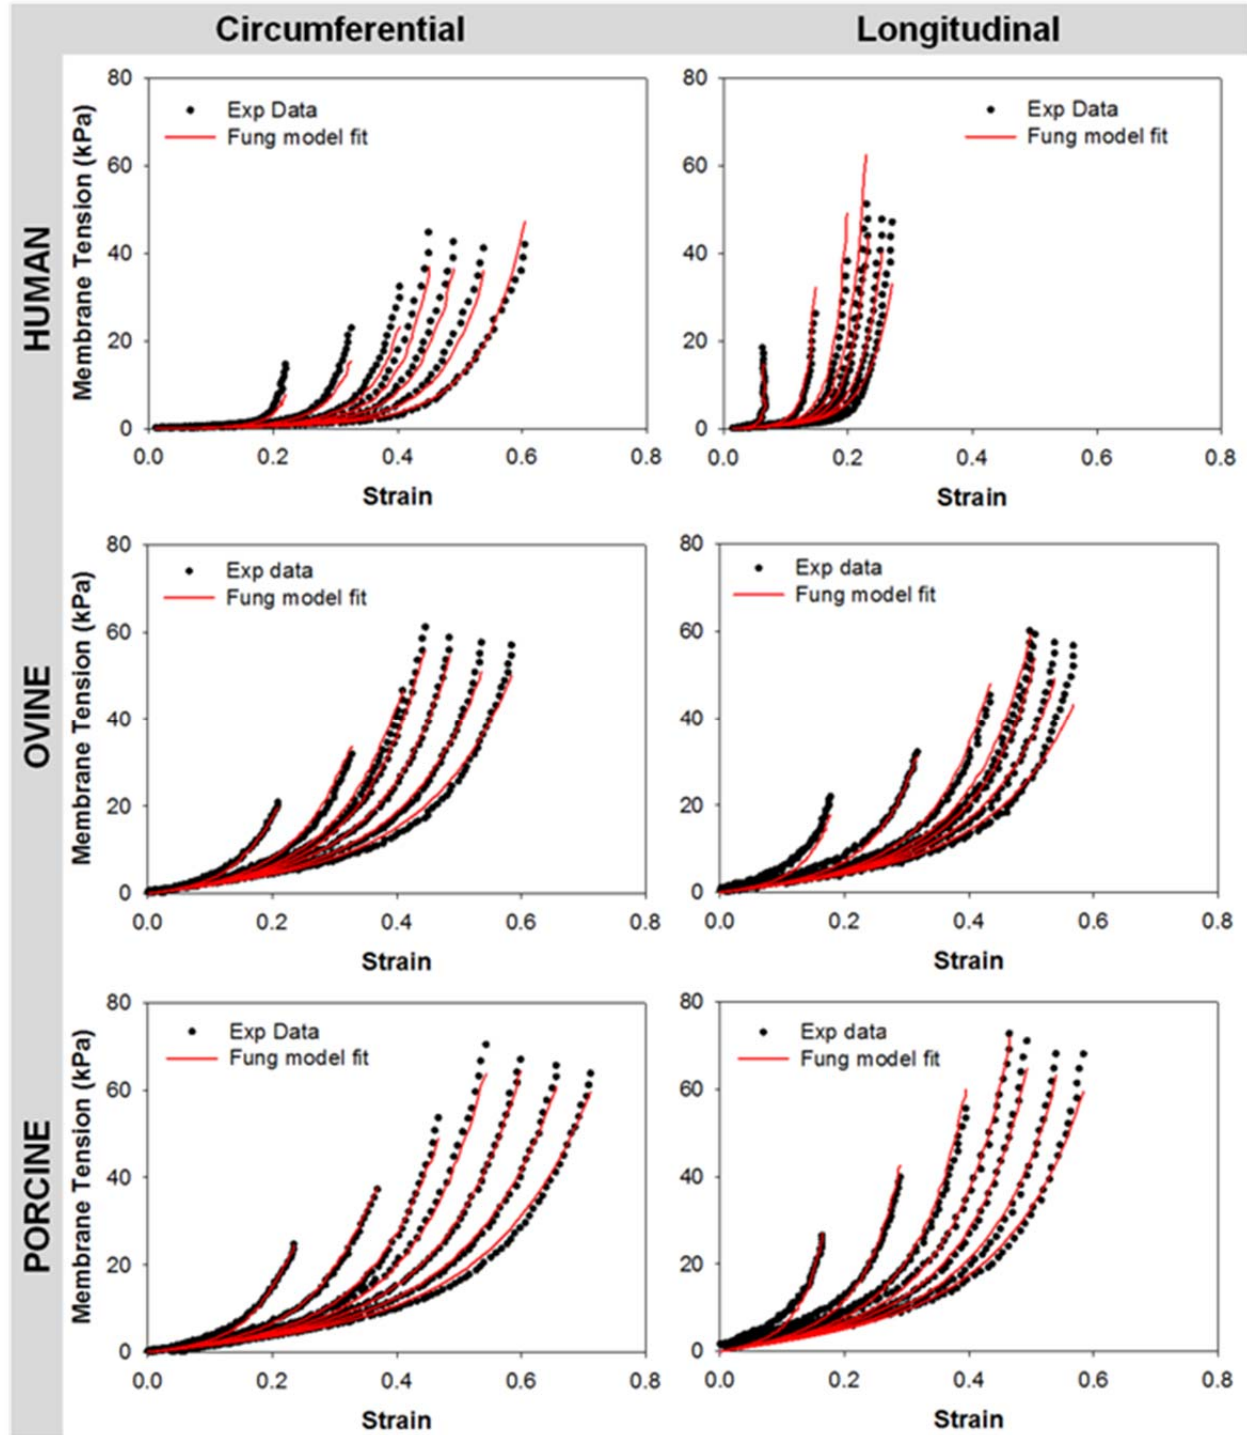 Circumferential Longitudinal
HUMAN
Membrane Tension (kPa)
80
60
40
20
0
Exp Data
Fung model fit
0.0 0.2 0.4 0.6 0.8
Strain
80
60
40
20
0
Exp Data
Fung model fit
0.0 0.2 0.4 0.6 0.8
Strain
OVINE
Membrane Tension (kPa)
80
60
40
20
0
Exp data
Fung model fit
0.0 0.2 0.4 0.6 0.8
Strain
80
60
40
20
0
Exp data
Fung model fit
0.0 0.2 0.4 0.6 0.8
Strain
PORCINE
Membrane Tension (kPa)
80
60
40
20
0
Exp Data
Fung model fit
0.0 0.2 0.4 0.6 0.8
Strain
80
60
40
20
0
Exp data
Fung model fit
0.0 0.2 0.4 0.6 0.8
Strain